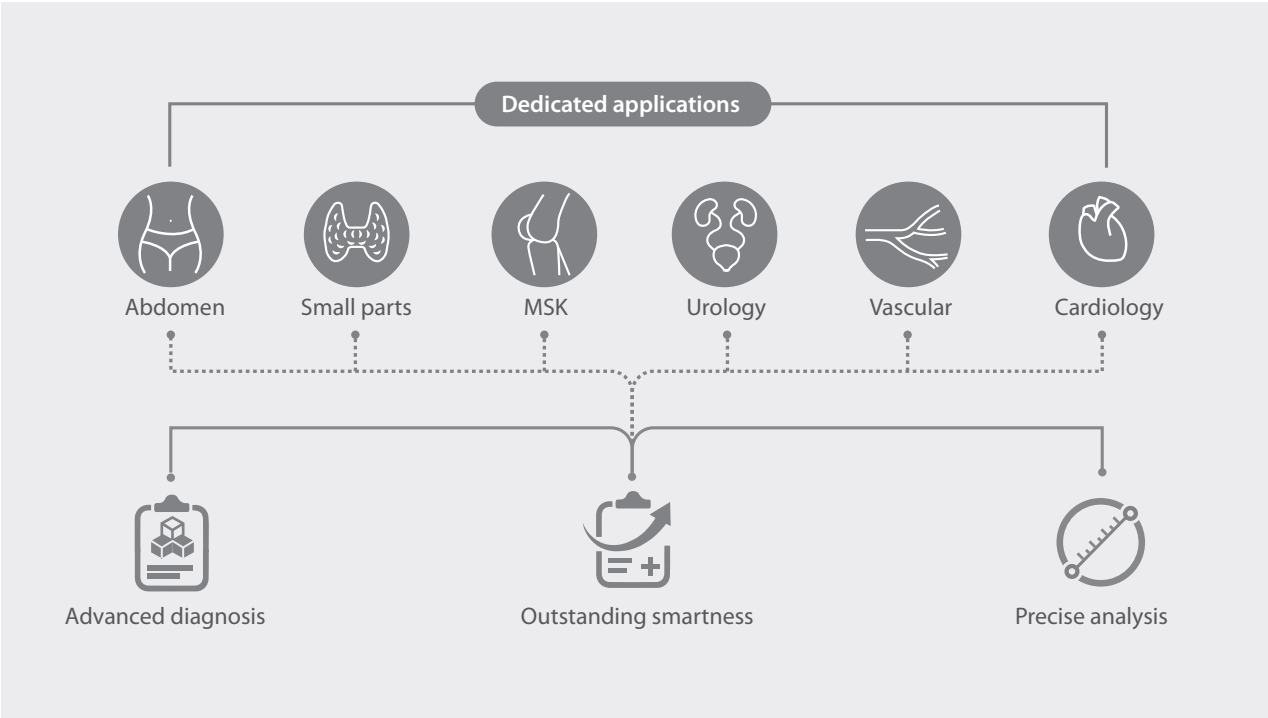 Dedicated applications
Abdomen
Small parts
MSK
Urology
Vascular
Cardiology
Advanced diagnosis
Outstanding smartness
Precise analysis